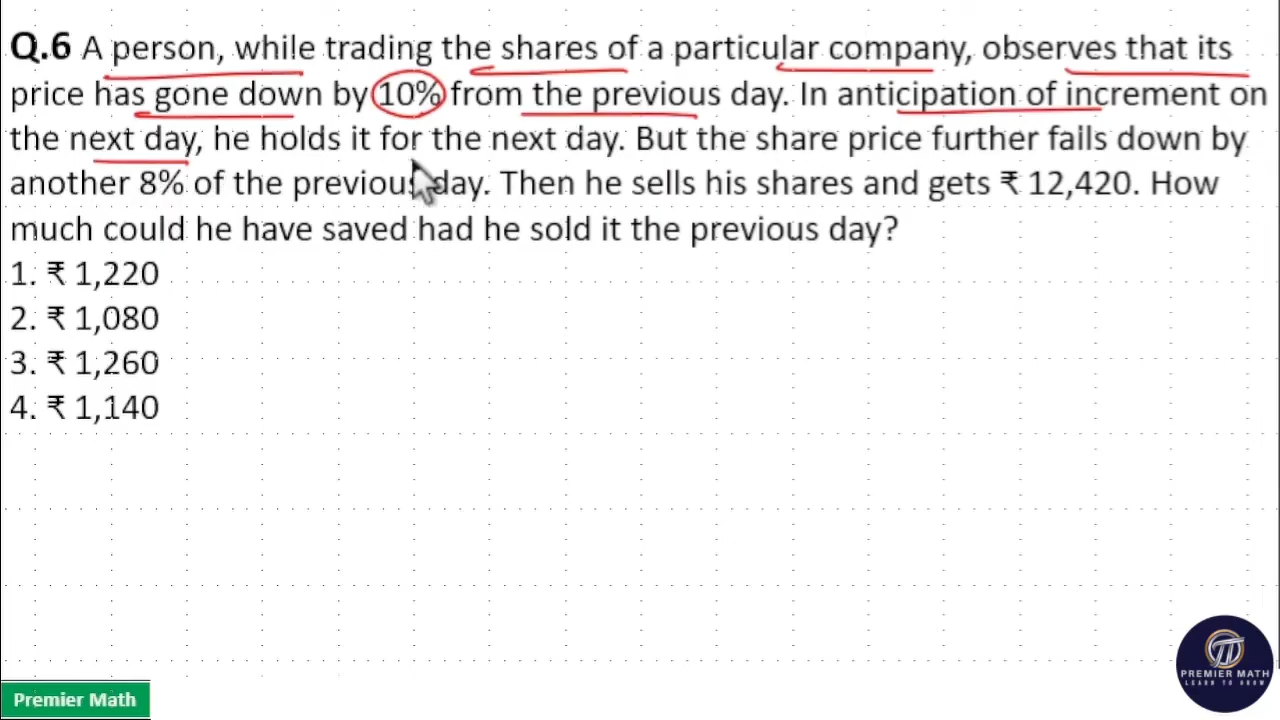 Q.6 A person, while trading the shares of a particular company, observes that its
price has gone down by 10% from the previous day. In anticipation of increment on
the next day, he holds it for the next day. But the share price further falls down by
another 8% of the previous day. Then he sells his shares and gets ₹ 12,420. How
much could he have saved had he sold it the previous day?
1. ₹ 1,220
2. ₹ 1,080
3. ₹ 1,260
4. ₹ 1,140
PREMIER MATH
LEARN TO GROW
Premier Math